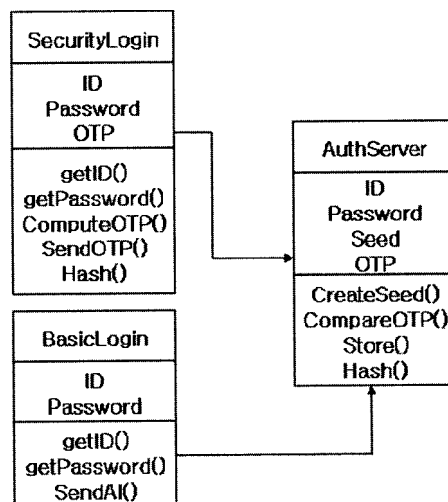 SecurityLogin
ID
Password
OTP
getID()
getPassword()
ComputeOTP()
SendOTP()
Hash()
AuthServer
ID
Password
Seed
OTP
CreateSeed()
CompareOTP()
Store()
Hash()
BasicLogin
ID
Password
getID()
getPassword()
SendAI()